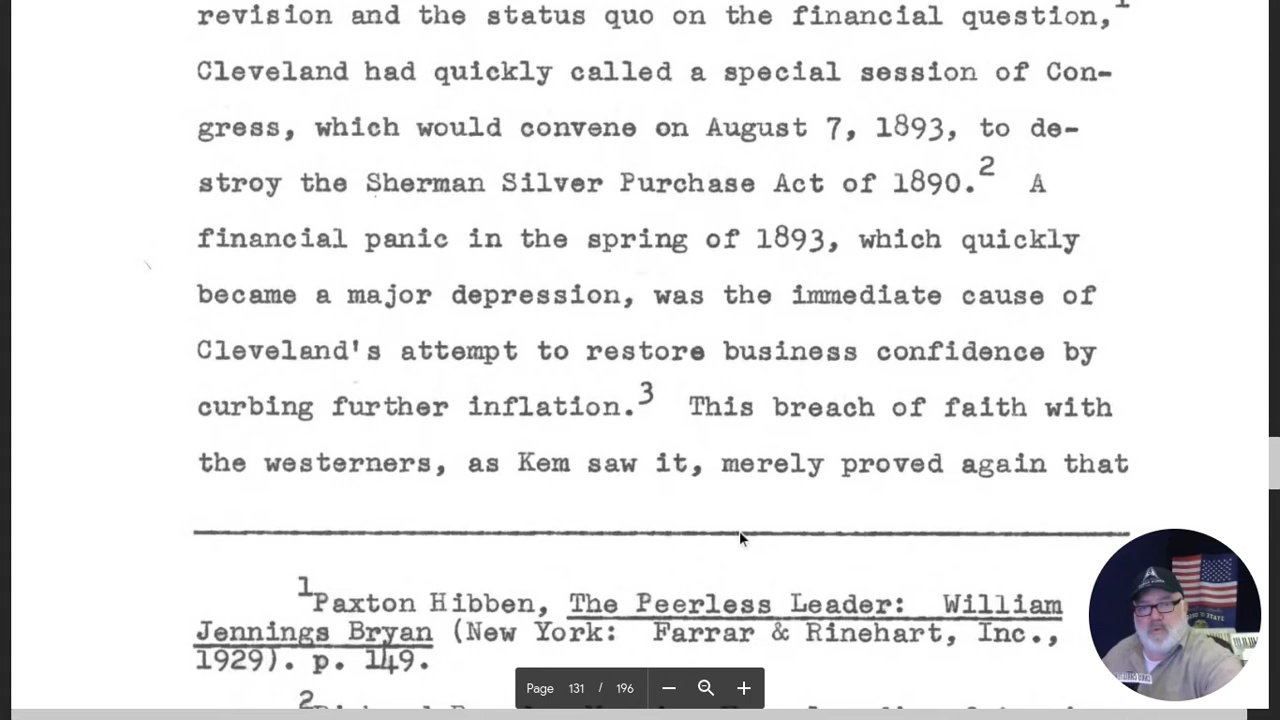 revision and the status quo on the financial question,1
Cleveland had quickly called a special session of Con-
gress, which would convene on August 7, 1893, to de-
stroy the Sherman Silver Purchase Act of 1890.2 A
financial panic in the spring of 1893, which quickly
became a major depression, was the immediate cause of
Cleveland's attempt to restore business confidence by
curbing further inflation.3 This breach of faith with
the westerners, as Kem saw it, merely proved again that
1Paxton Hibben, The Peerless Leader: William
Jennings Bryan (New York: Farrar & Rinehart, Inc.,
1929). p. 149.
2
Page 131 / 196